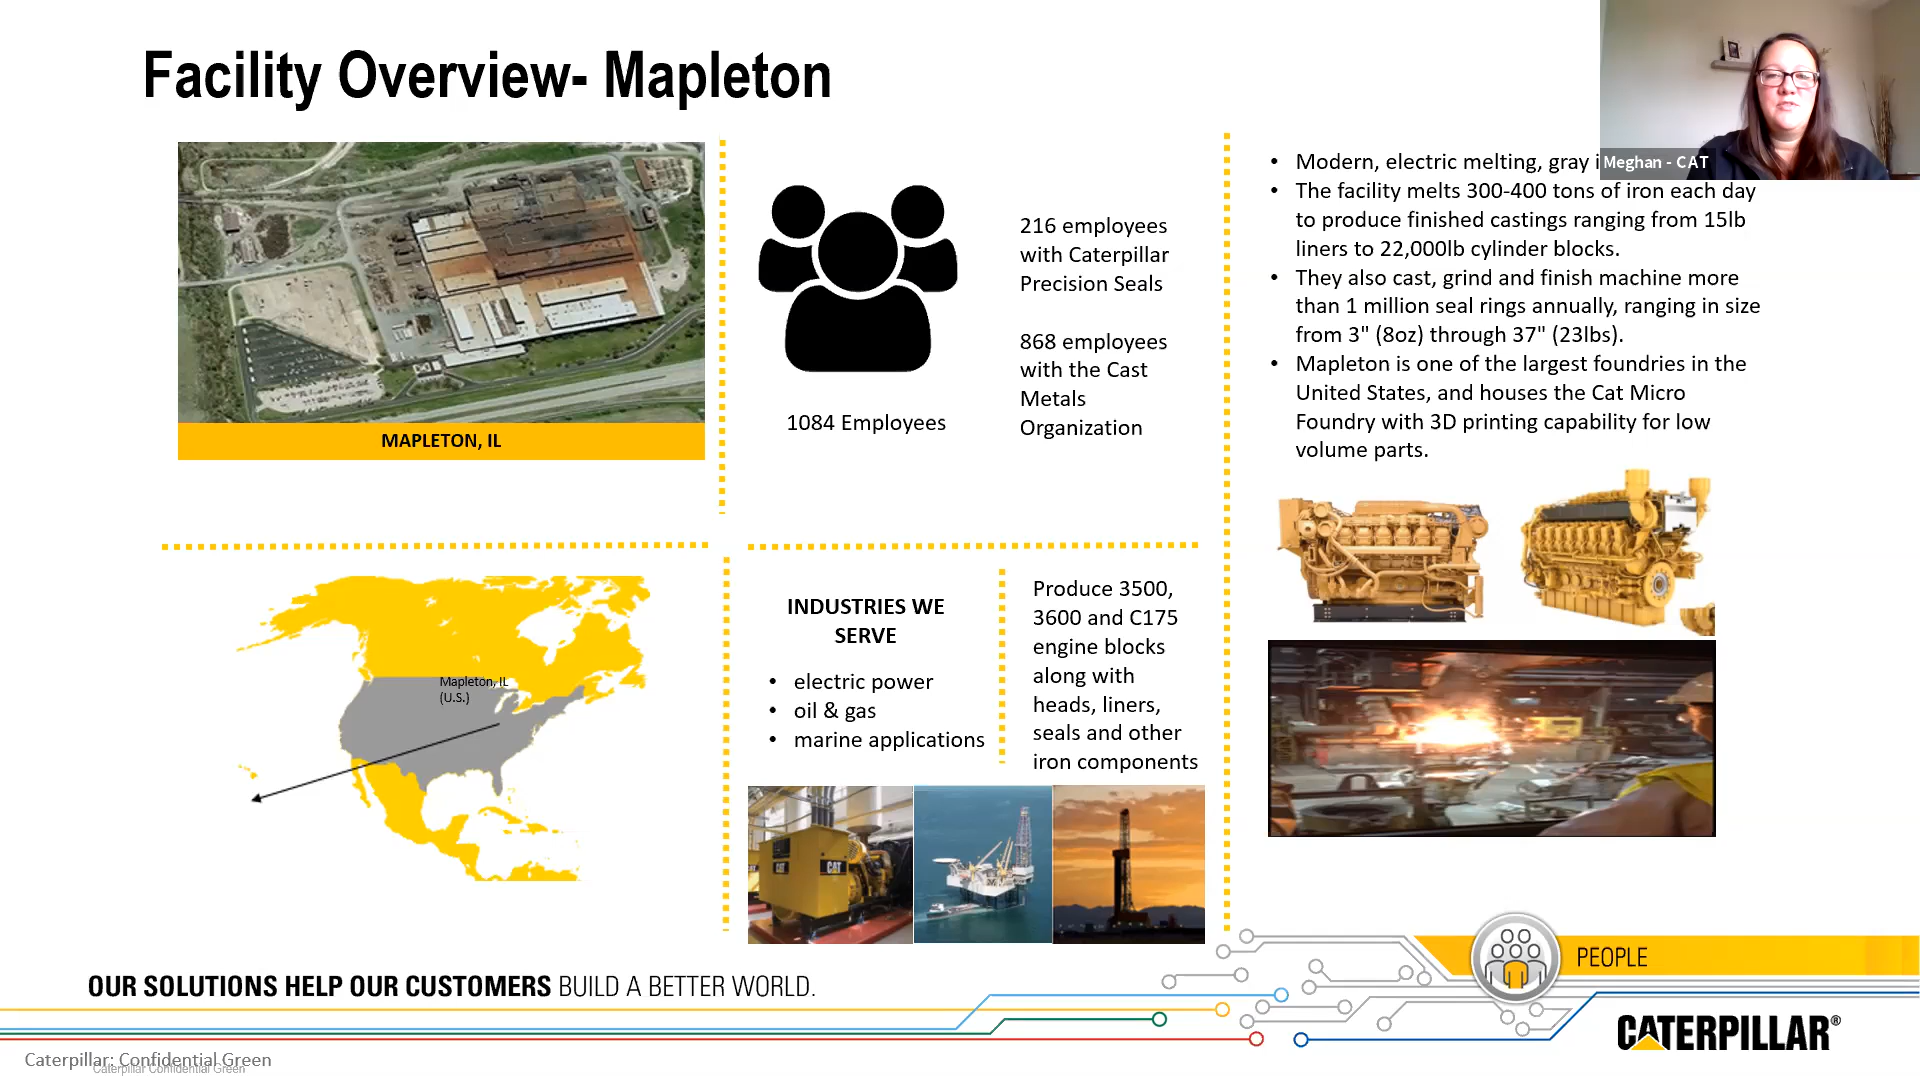 Facility Overview- Mapleton
MAPLETON, IL
1084 Employees
216 employees
with Caterpillar
Precision Seals
868 employees
with the Cast
Metals
Organization
Mapleton, IL
(U.S.)
INDUSTRIES WE
SERVE
• electric power
• oil & gas
• marine applications
Produce 3500,
3600 and C175
engine blocks
along with
heads, liners,
seals and other
iron components
CAT
CAT
Meghan - CAT
• Modern, electric melting, gray
• The facility melts 300-400 tons of iron each day
to produce finished castings ranging from 15lb
liners to 22,000lb cylinder blocks.
• They also cast, grind and finish machine more
than 1 million seal rings annually, ranging in size
from 3" (8oz) through 37" (23lbs).
• Mapleton is one of the largest foundries in the
United States, and houses the Cat Micro
Foundry with 3D printing capability for low
volume parts.
PEOPLE
OUR SOLUTIONS HELP OUR CUSTOMERS BUILD A BETTER WORLD.
CATERPILLAR®
Caterpillar: Confidential Green
Caterpillar Confidential Green